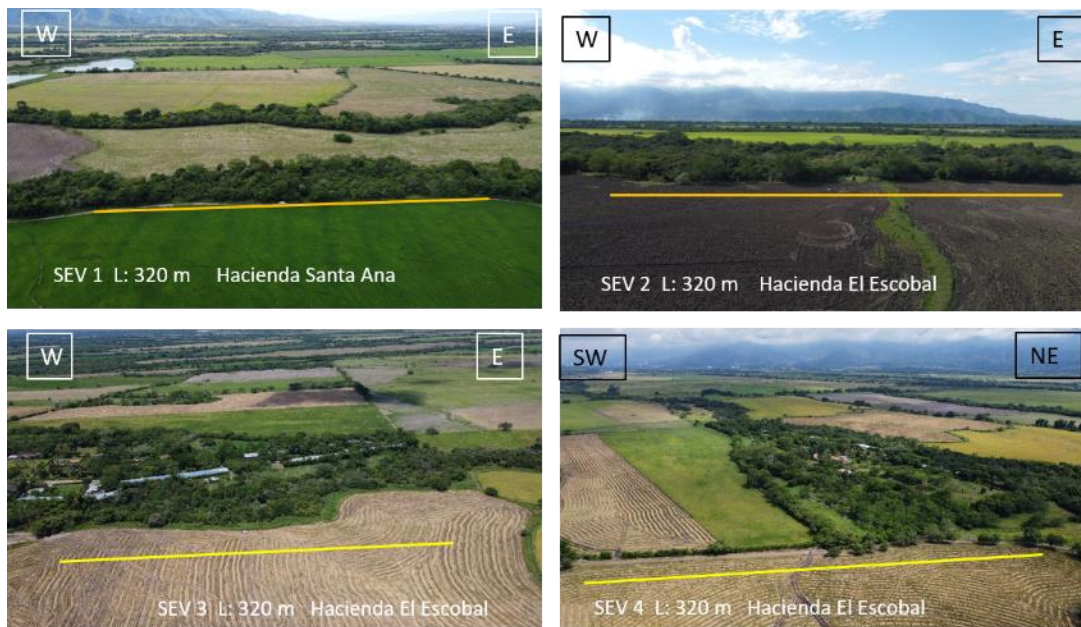 W E
SEV 1 L: 320 m Hacienda Santa Ana
W E
SEV 2 L: 320 m Hacienda El Escobal
W E
SEV 3 L: 320 m Hacienda El Escobal
SW NE
SEV 4 L: 320 m Hacienda El Escobal